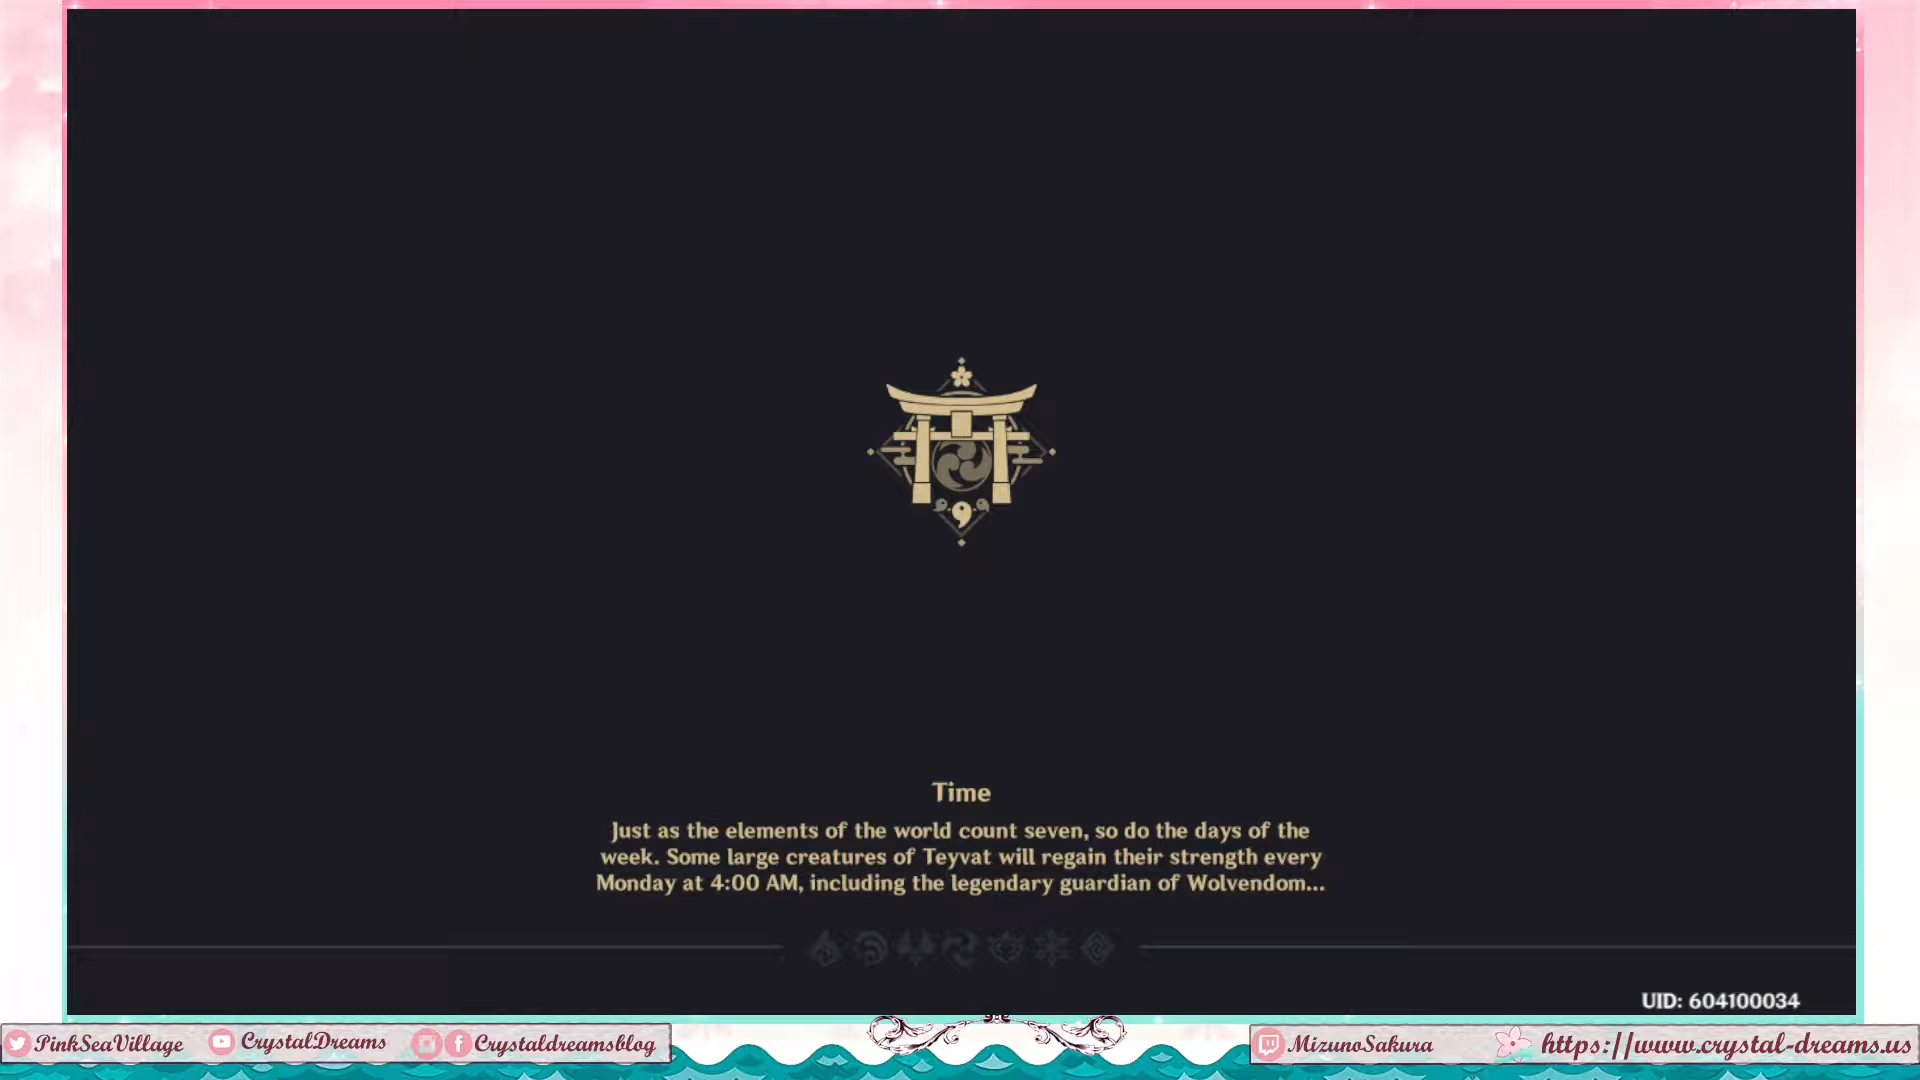 Time
Just as the elements of the world count seven, so do the days of the
week. Some large creatures of Teyvat will regain their strength every
Monday at 4:00 AM, including the legendary guardian of Wolvendom...
UID: 604100034
PinkSeaVillage CrystalDreams Crystaldreamsblog MizunoSakura https://www.crystal-dreams.us